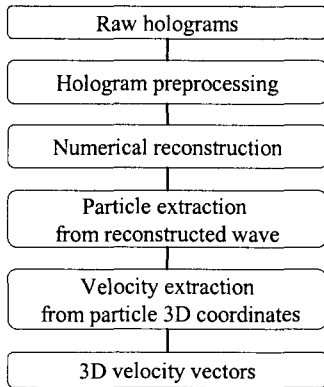 Raw holograms
Hologram preprocessing
Numerical reconstruction
Particle extraction
from reconstructed wave
Velocity extraction
from particle 3D coordinates
3D velocity vectors